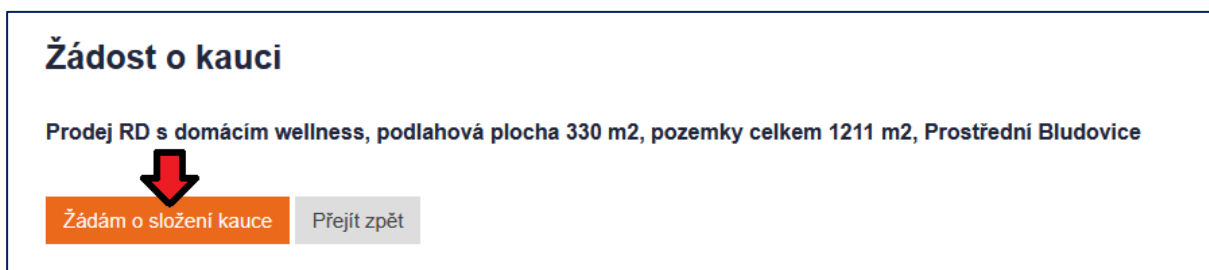 Žádost o kauci
Prodej RD s domácím wellness, podlahová plocha 330 m2, pozemky celkem 1211 m2, Prostřední Bludovice
Žádám o složení kauce Přejít zpět